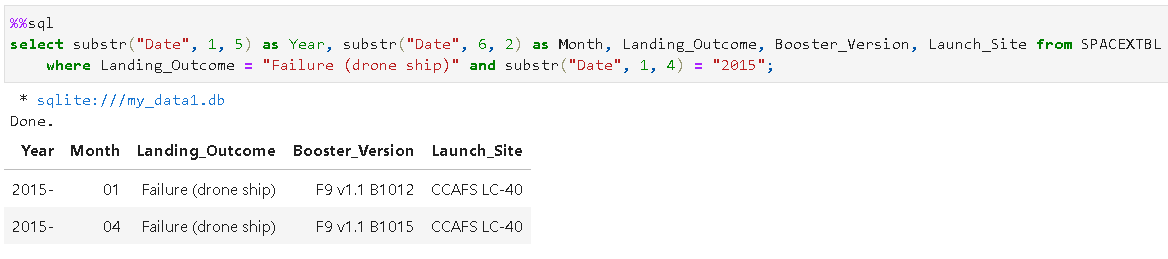 %%sql
select substr("Date", 1, 5) as Year, substr("Date", 6, 2) as Month, Landing_Outcome, Booster_Version, Launch_Site from SPACEXTBL
where Landing_Outcome = "Failure (drone ship)" and substr("Date", 1, 4) = "2015";
* sqlite:///my_data1.db
Done.
Year Month Landing_Outcome Booster_Version Launch_Site
2015- 01 Failure (drone ship) F9 v1.1 B1012 CCAFS LC-40
2015- 04 Failure (drone ship) F9 v1.1 B1015 CCAFS LC-40